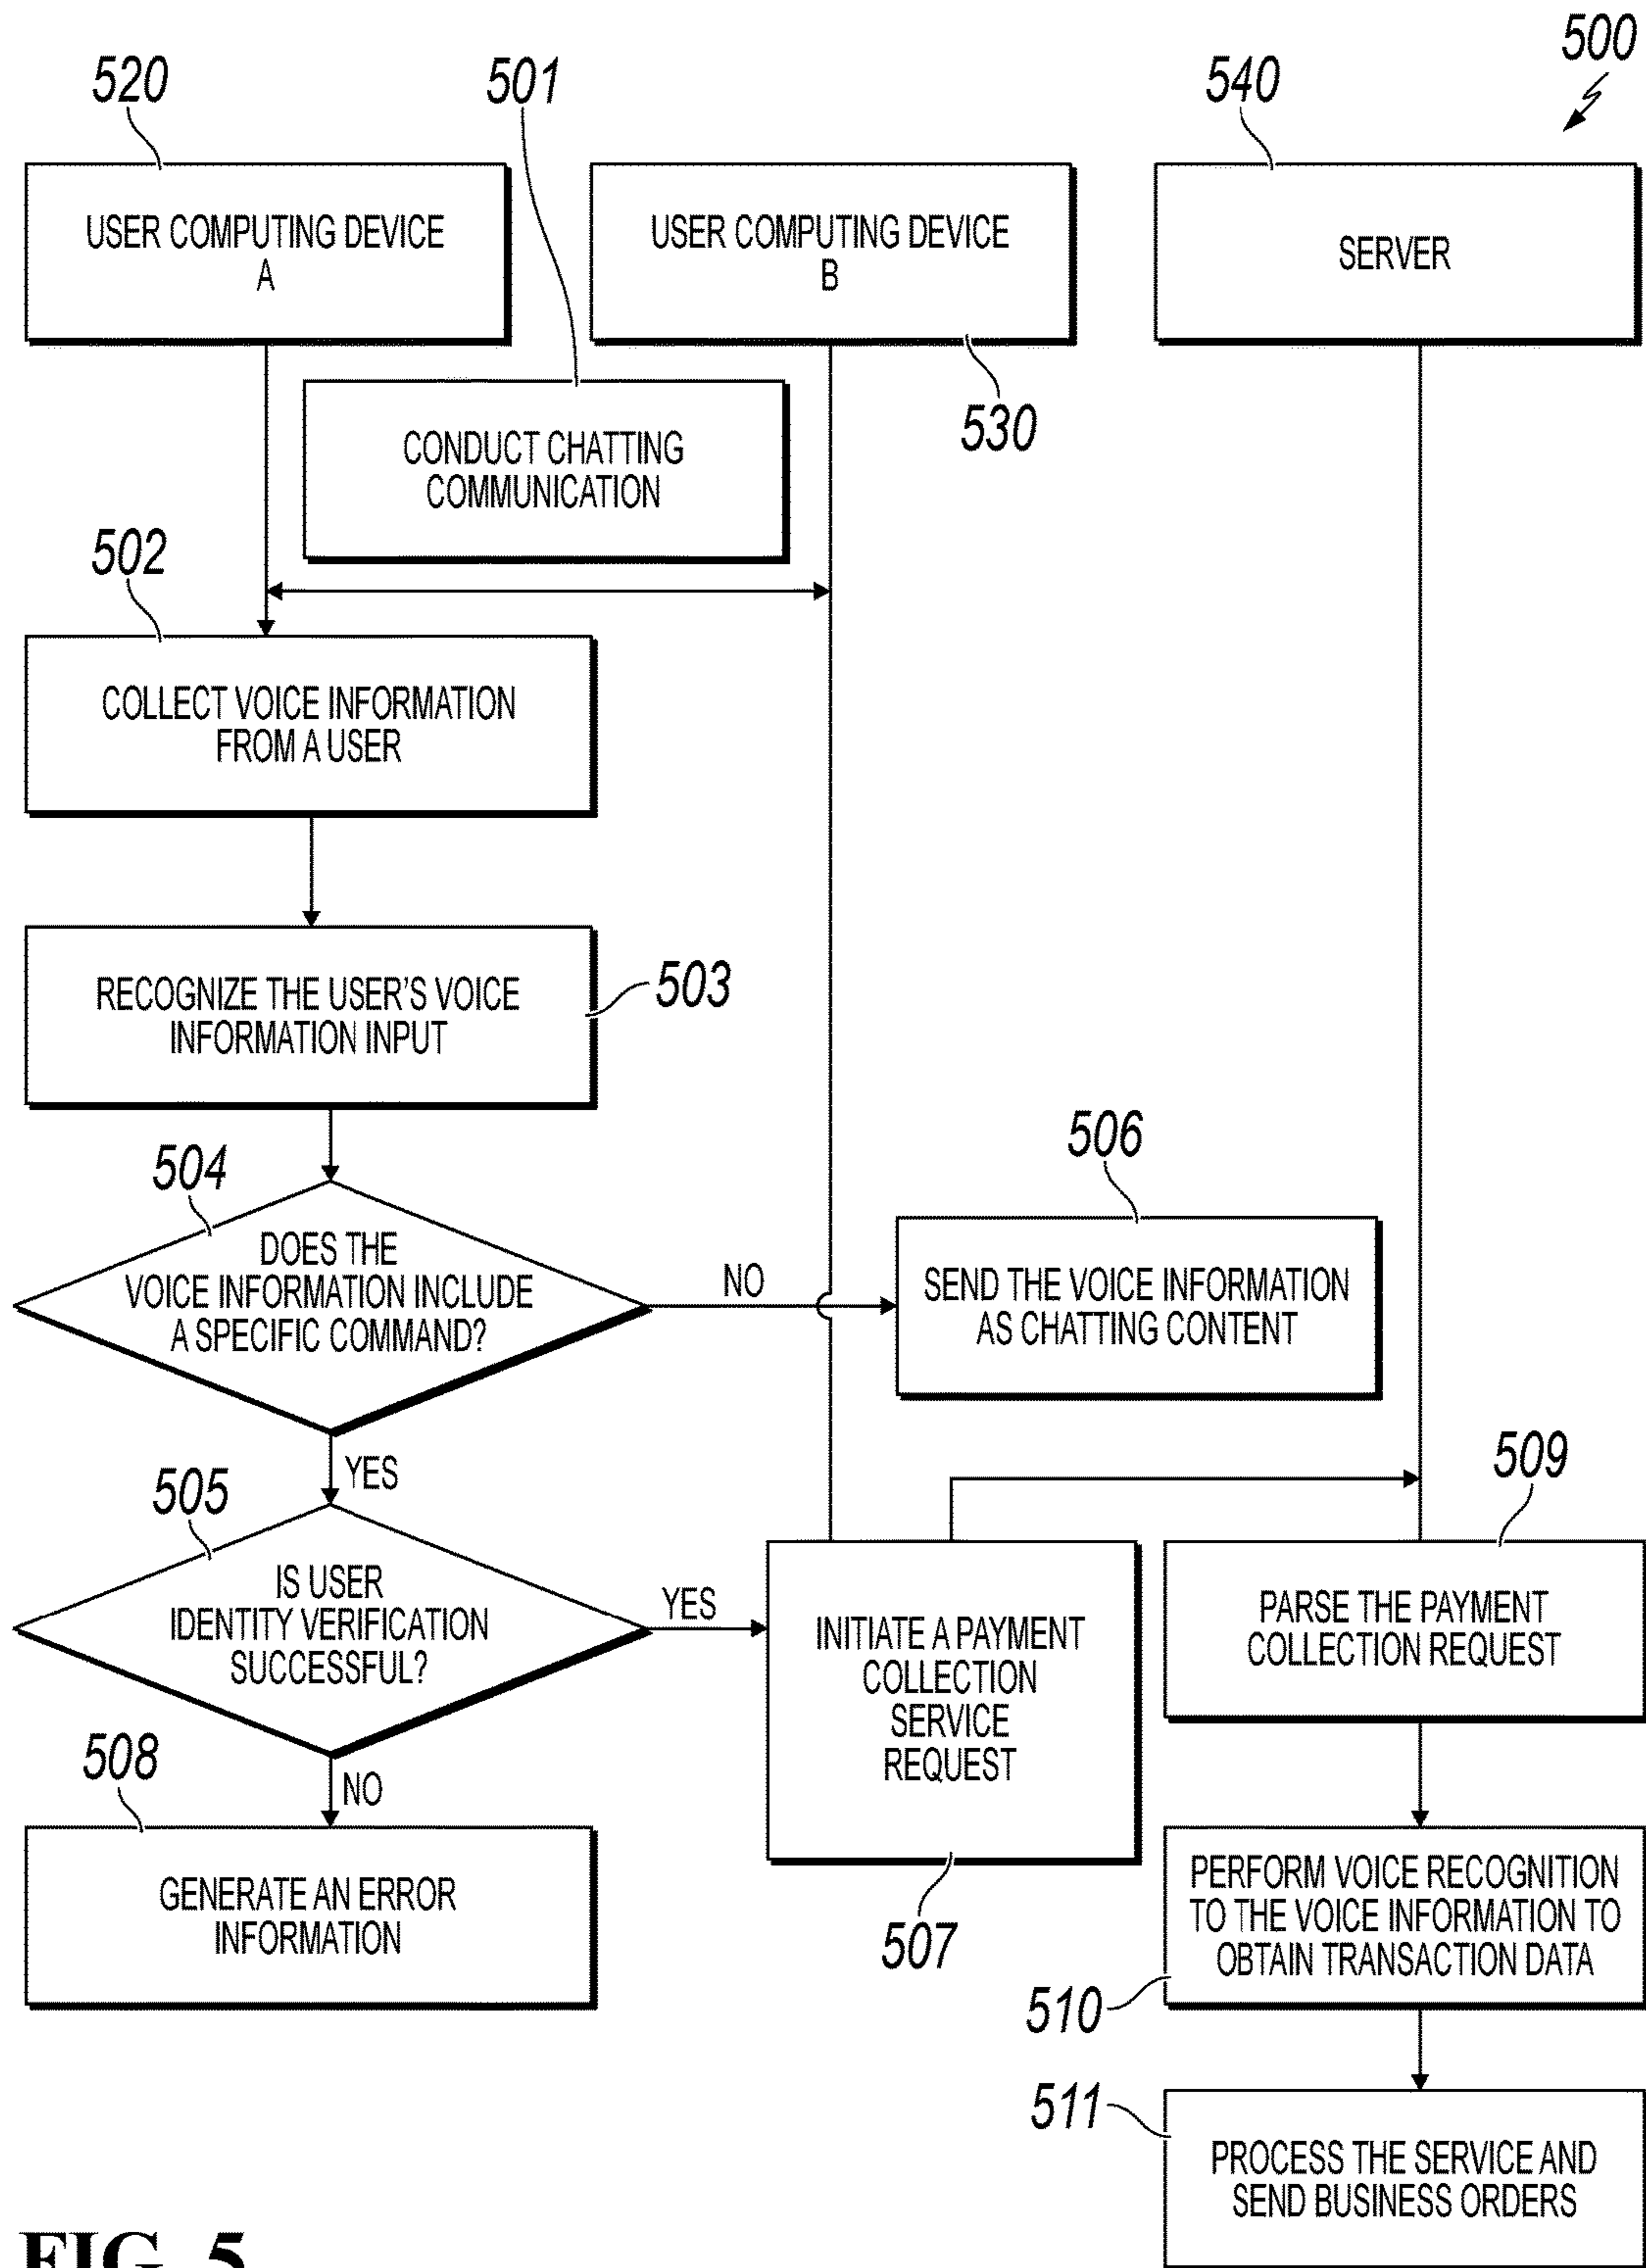 500
520
501
540
USER COMPUTING DEVICE
A
USER COMPUTING DEVICE
B
SERVER
530
CONDUCT CHATTING
COMMUNICATION
502
COLLECT VOICE INFORMATION
FROM A USER
RECOGNIZE THE USER'S VOICE
INFORMATION INPUT
503
504
DOES THE
VOICE INFORMATION INCLUDE
A SPECIFIC COMMAND?
NO
506
SEND THE VOICE INFORMATION
AS CHATTING CONTENT
YES
505
IS USER
IDENTITY VERIFICATION
SUCCESSFUL?
YES
INITIATE A PAYMENT
COLLECTION
SERVICE
REQUEST
507
509
PARSE THE PAYMENT
COLLECTION REQUEST
NO
508
GENERATE AN ERROR
INFORMATION
PERFORM VOICE RECOGNITION
TO THE VOICE INFORMATION TO
OBTAIN TRANSACTION DATA
510
511
PROCESS THE SERVICE AND
SEND BUSINESS ORDERS
FIG. 5